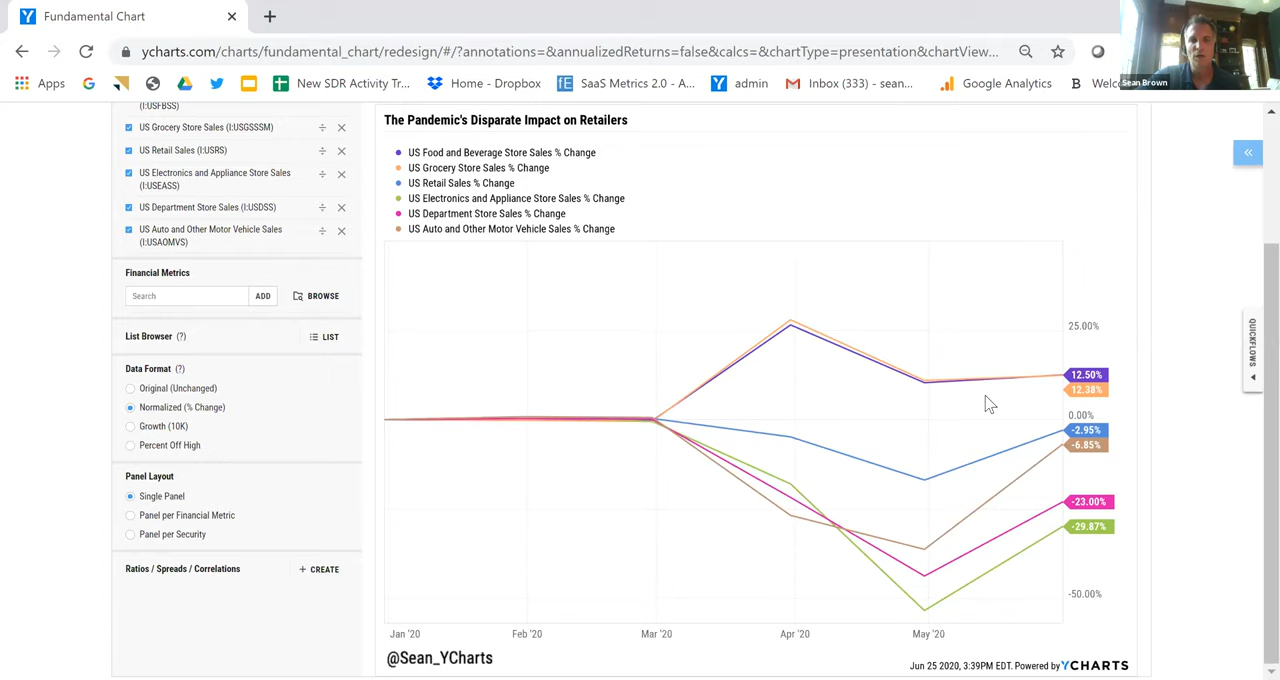 Fundamental Chart
ycharts.com/charts/fundamental_chart/redesign/#/?annotations=&annualizedReturns=false&calcs=&chartType=presentation&chartView...
Apps
New SDR Activity Tr...
Home - Dropbox
SaaS Metrics 2.0 - A...
admin
Inbox (333) - sean...
Google Analytics
Welc
Sean Brown
(I:USFBSS)
US Grocery Store Sales (I:USGSSSM)
US Retail Sales (I:USRS)
US Electronics and Appliance Store Sales
(I:USEASS)
US Department Store Sales (I:USDSS)
US Auto and Other Motor Vehicle Sales
(I:USAOMVS)
Financial Metrics
Search
ADD
BROWSE
List Browser (?)
LIST
Data Format (?)
Original (Unchanged)
Normalized (% Change)
Growth (10K)
Percent Off High
Panel Layout
Single Panel
Panel per Financial Metric
Panel per Security
Ratios / Spreads / Correlations
+ CREATE
The Pandemic's Disparate Impact on Retailers
US Food and Beverage Store Sales % Change
US Grocery Store Sales % Change
US Retail Sales % Change
US Electronics and Appliance Store Sales % Change
US Department Store Sales % Change
US Auto and Other Motor Vehicle Sales % Change
25.00%
12.50%
12.38%
0.00%
-2.95%
-6.85%
-23.00%
-29.87%
-50.00%
Jan '20
Feb '20
Mar '20
Apr '20
May '20
@Sean_YCharts
Jun 25 2020, 3:39PM EDT. Powered by YCHARTS
QUICKFLOWS